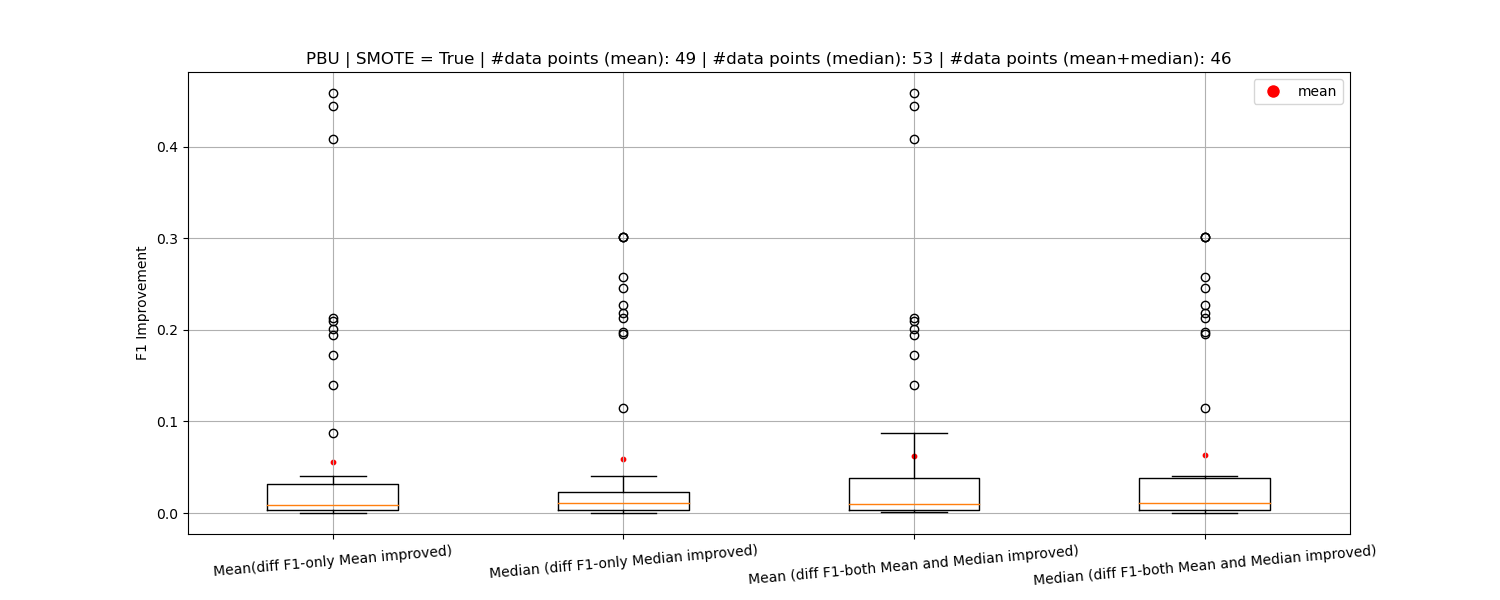 PBU | SMOTE = True | #data points (mean): 49 | #data points (median): 53 | #data points (mean+median): 46
mean
0.4
0.3
0.2
0.1
0.0
F1 Improvement
Mean(diff F1-only Mean improved)
Median (diff F1-only Median improved)
Mean (diff F1-both Mean and Median improved)
Median (diff F1-both Mean and Median improved)